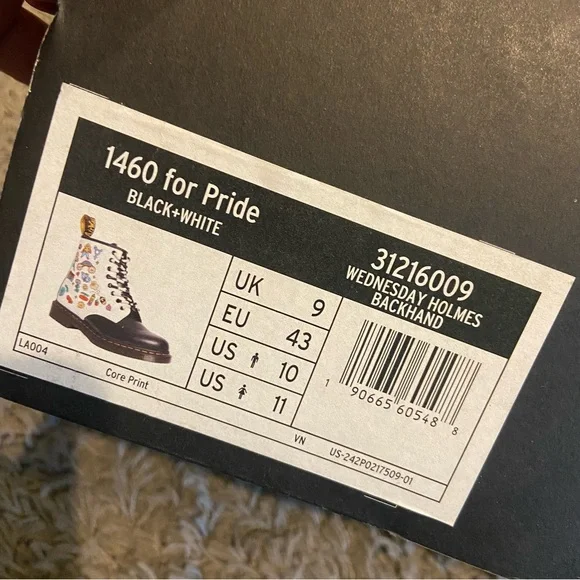 1460 for Pride
BLACK+WHITE
31216009
WEDNESDAY HOLMES
BACKHAND
UK 9
EU 43
US 10
US 11
LA004
Core Print
1 90665 60548 8
VN
US-242P0217509-01